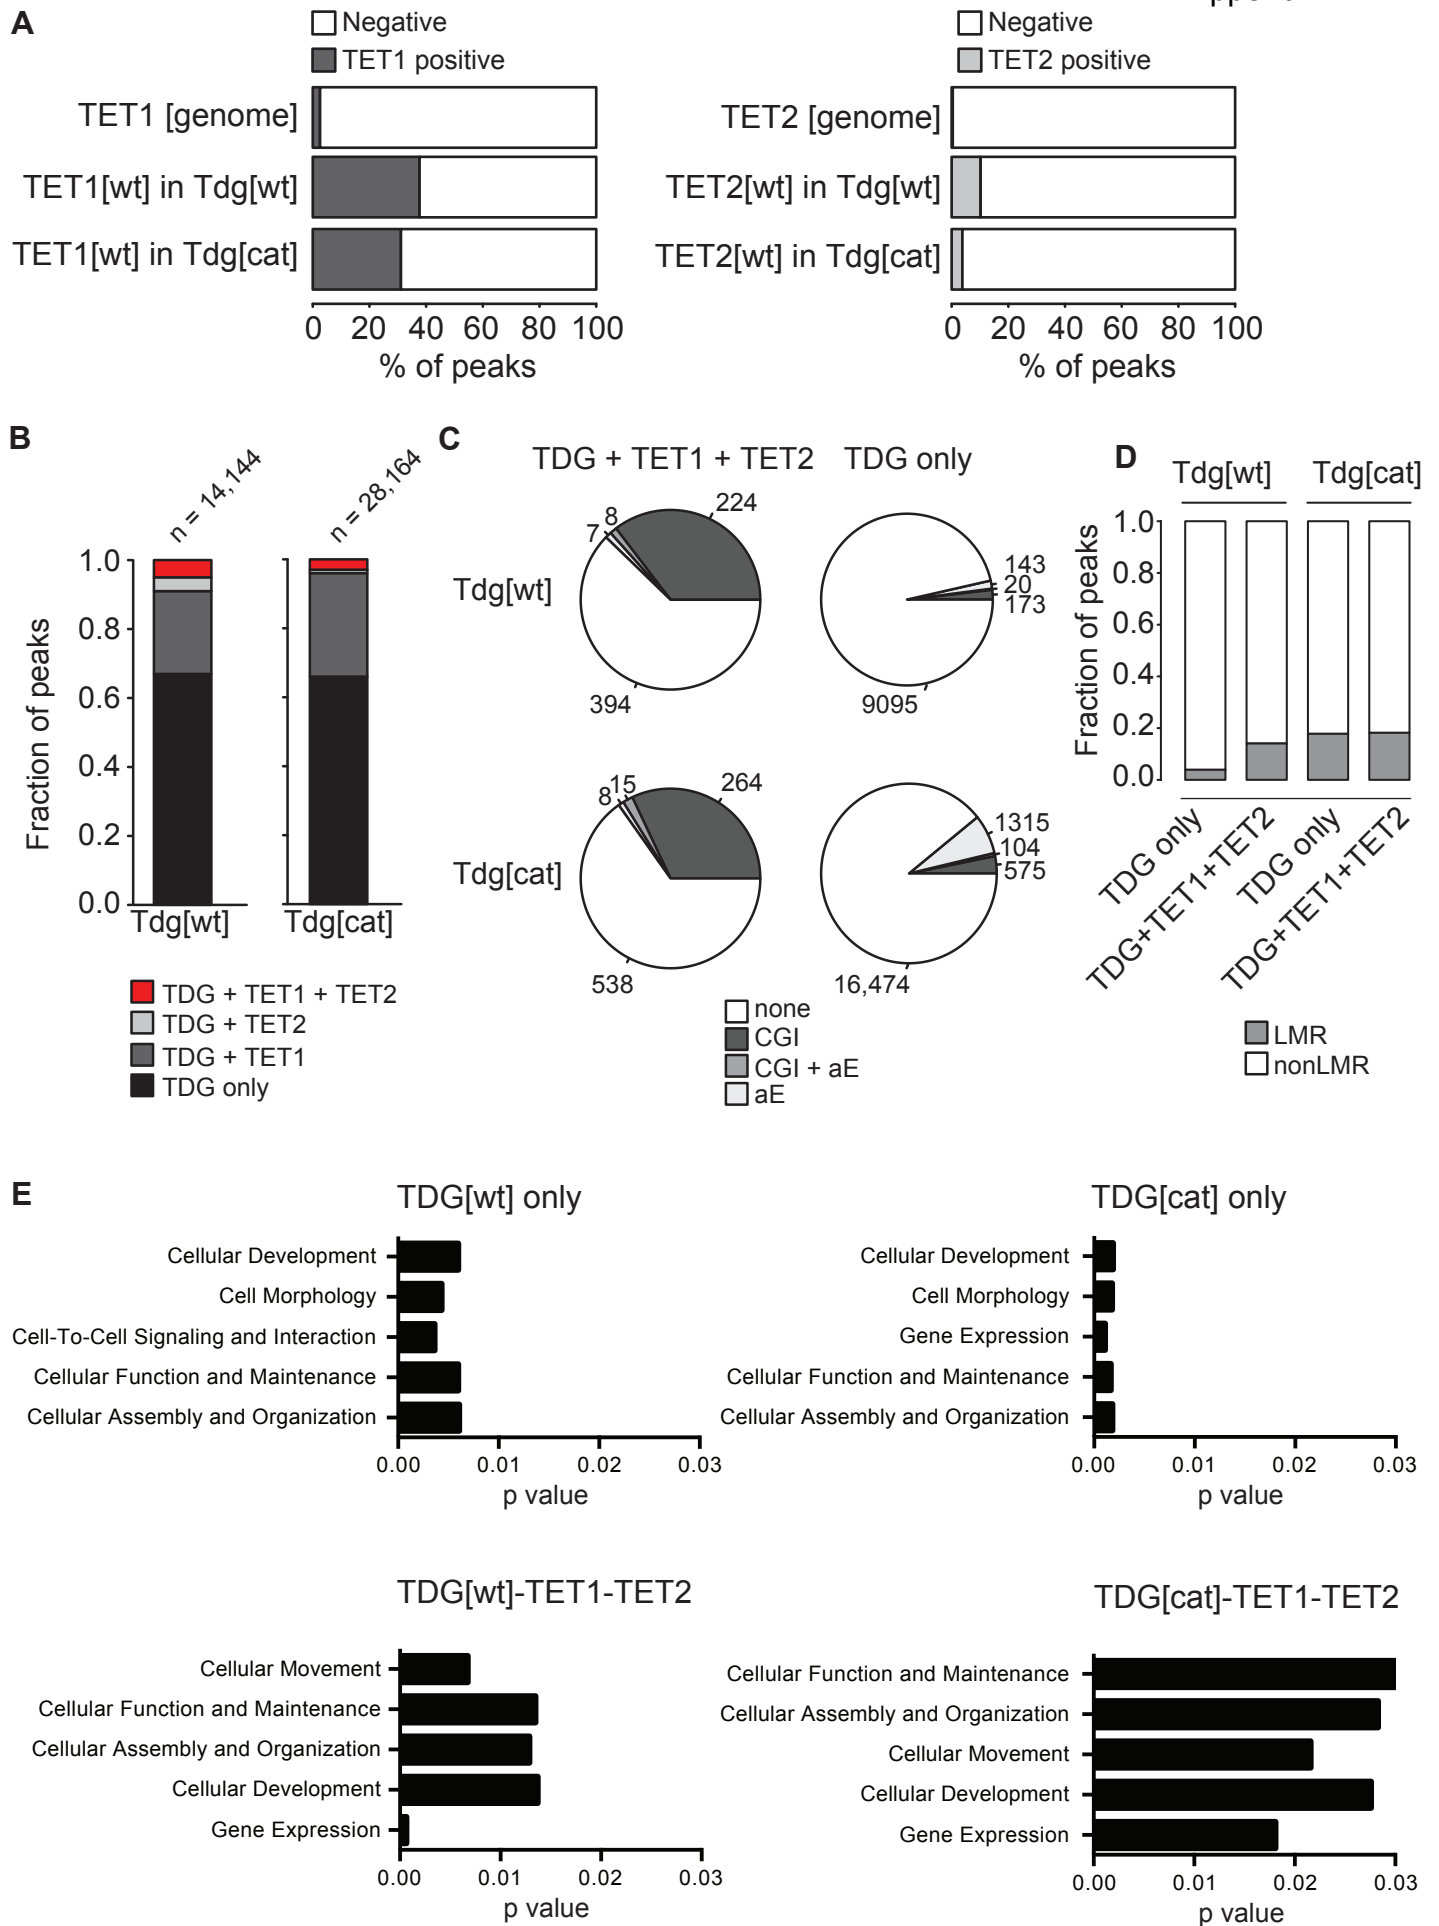 A
Negative
TET1 positive
TET1 [genome]
TET1[wt] in Tdg[wt]
TET1[wt] in Tdg[cat]
0 20 40 60 80 100
% of peaks
Negative
TET2 positive
TET2 [genome]
TET2[wt] in Tdg[wt]
TET2[wt] in Tdg[cat]
0 20 40 60 80 100
% of peaks
B
n = 14,144
n = 28,164
Fraction of peaks
1.0
0.8
0.6
0.4
0.2
0.0
Tdg[wt]
Tdg[cat]
TDG + TET1 + TET2
TDG + TET2
TDG + TET1
TDG only
C
TDG + TET1 + TET2
TDG only
Tdg[wt]
7
8
224
394
143
20
173
9095
Tdg[cat]
8
15
264
538
1315
104
575
16,474
none
CGI
CGI + aE
aE
D
Tdg[wt]
Tdg[cat]
Fraction of peaks
1.0
0.8
0.6
0.4
0.2
0.0
TDG only
TDG+TET1+TET2
TDG only
TDG+TET1+TET2
LMR
nonLMR
E
TDG[wt] only
Cellular Development
Cell Morphology
Cell-To-Cell Signaling and Interaction
Cellular Function and Maintenance
Cellular Assembly and Organization
0.00 0.01 0.02 0.03
p value
TDG[cat] only
Cellular Development
Cell Morphology
Gene Expression
Cellular Function and Maintenance
Cellular Assembly and Organization
0.00 0.01 0.02 0.03
p value
TDG[wt]-TET1-TET2
Cellular Movement
Cellular Function and Maintenance
Cellular Assembly and Organization
Cellular Development
Gene Expression
0.00 0.01 0.02 0.03
p value
TDG[cat]-TET1-TET2
Cellular Function and Maintenance
Cellular Assembly and Organization
Cellular Movement
Cellular Development
Gene Expression
0.00 0.01 0.02 0.03
p value